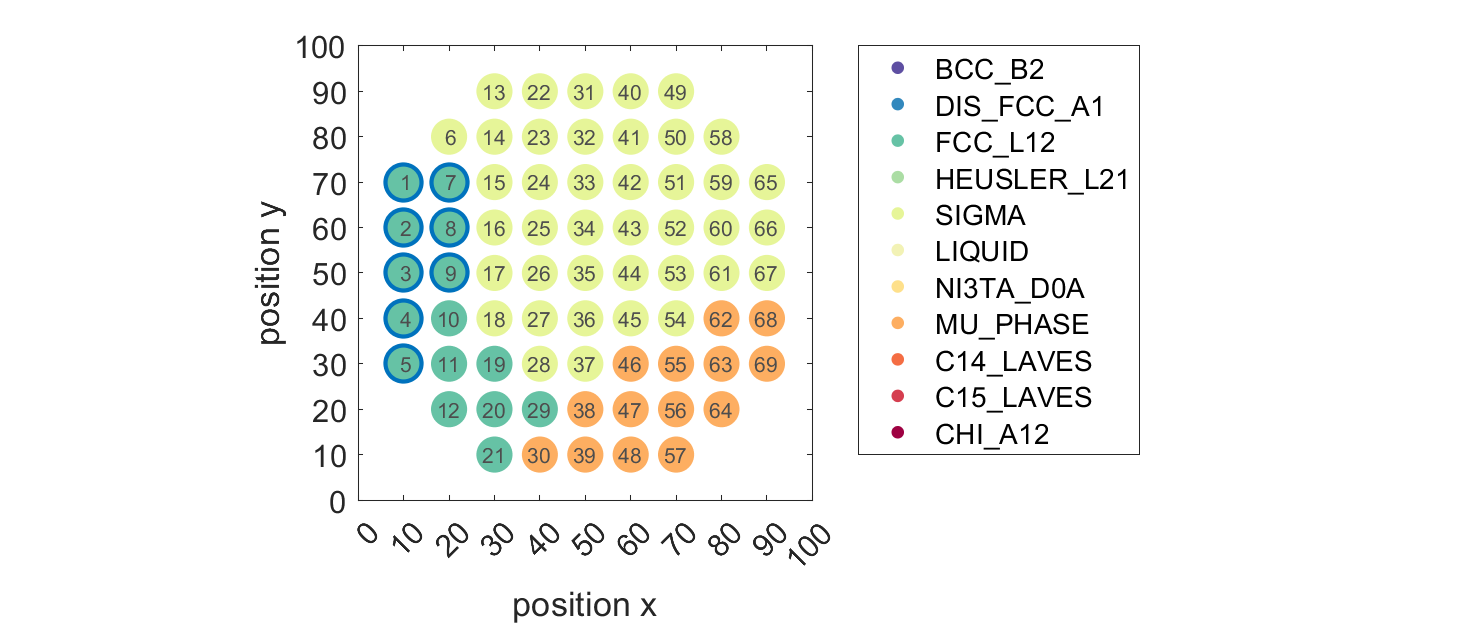 100
90 13 22 31 40 49
80 6 14 23 32 41 50 58
70 1 7 15 24 33 42 51 59 65
60 2 8 16 25 34 43 52 60 66
50 3 9 17 26 35 44 53 61 67
40 4 10 18 27 36 45 54 62 68
30 5 11 19 28 37 46 55 63 69
20 12 20 29 38 47 56 64
10 21 30 39 48 57
0
0 10 20 30 40 50 60 70 80 90 100
position x
position y
BCC_B2
DIS_FCC_A1
FCC_L12
HEUSLER_L21
SIGMA
LIQUID
NI3TA_D0A
MU_PHASE
C14_LAVES
C15_LAVES
CHI_A12